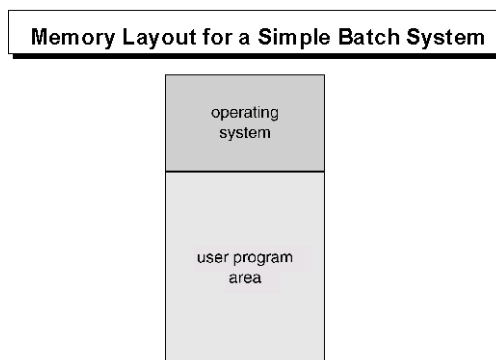 Memory Layout for a Simple Batch System
operating
system
user program
area